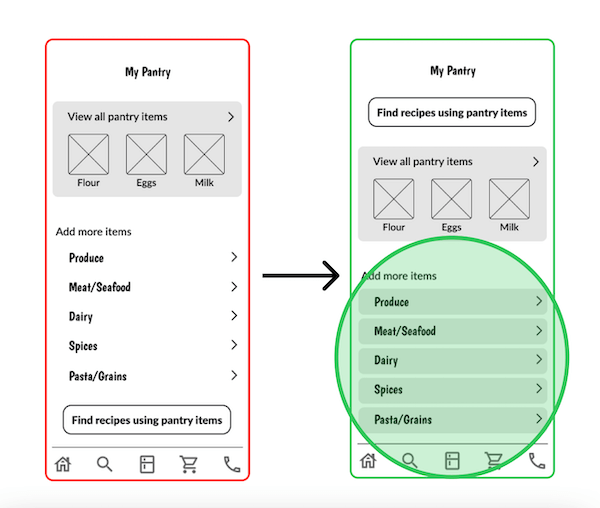 My Pantry
View all pantry items
Flour Eggs Milk
Add more items
Produce
Meat/Seafood
Dairy
Spices
Pasta/Grains
Find recipes using pantry items
My Pantry
Find recipes using pantry items
View all pantry items
Flour Eggs Milk
Add more items
Produce
Meat/Seafood
Dairy
Spices
Pasta/Grains